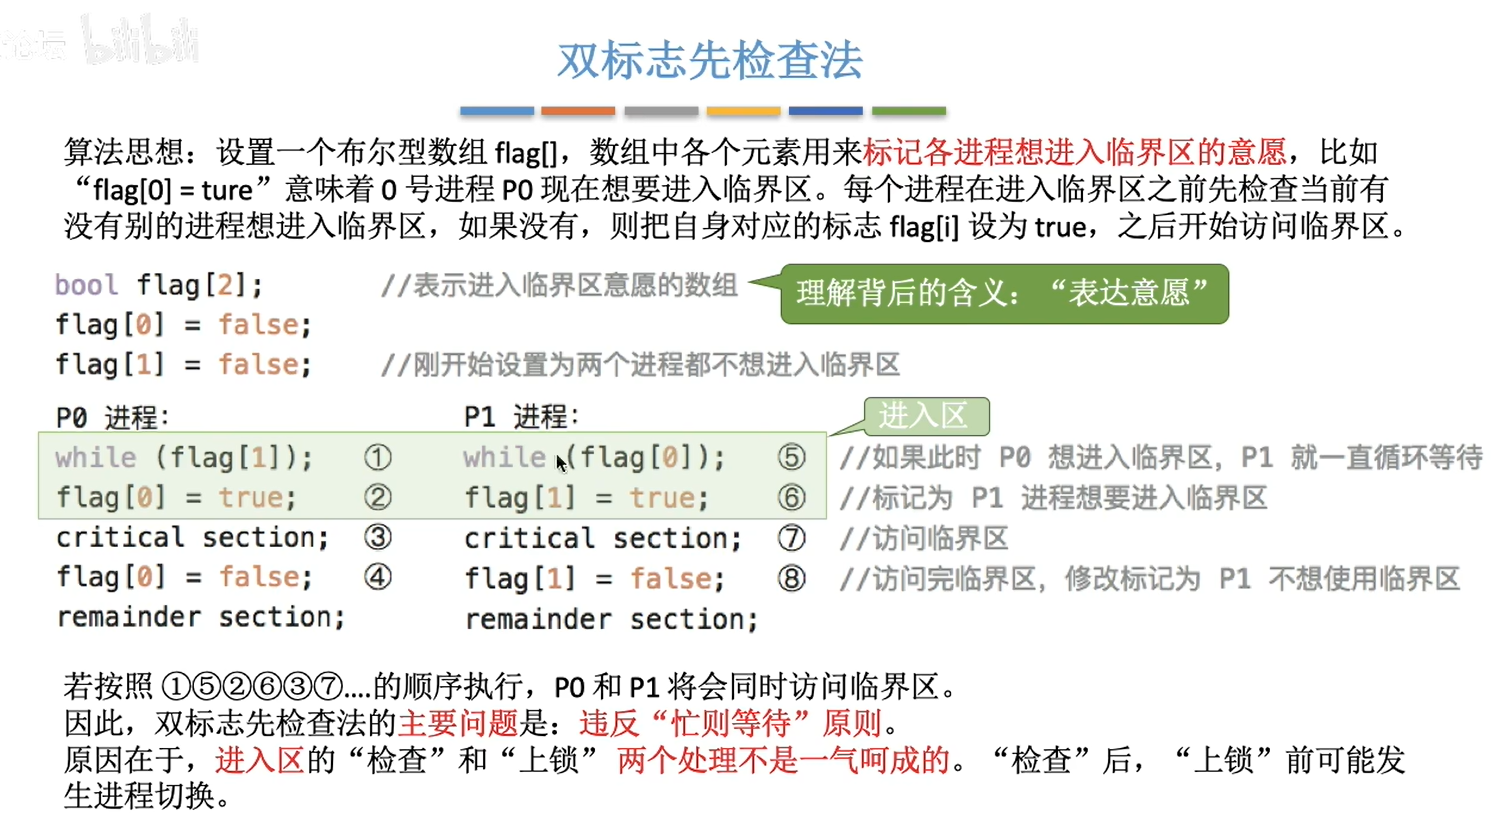 论坛 bilibili
双标志先检查法
算法思想：设置一个布尔型数组 flag[]，数组中各个元素用来标记各进程想进入临界区的意愿，比如
“flag[0] = ture”意味着 0 号进程 P0 现在想要进入临界区。每个进程在进入临界区之前先检查当前有
没有别的进程想进入临界区，如果没有，则把自身对应的标志 flag[i] 设为 true，之后开始访问临界区。
bool flag[2]; //表示进入临界区意愿的数组
理解背后的含义：“表达意愿”
flag[0] = false;
flag[1] = false; //刚开始设置为两个进程都不想进入临界区
P0 进程： P1 进程： 进入区
while (flag[1]); ① while (flag[0]); ⑤ //如果此时 P0 想进入临界区，P1 就一直循环等待
flag[0] = true; ② flag[1] = true; ⑥ //标记为 P1 进程想要进入临界区
critical section; ③ critical section; ⑦ //访问临界区
flag[0] = false; ④ flag[1] = false; ⑧ //访问完临界区，修改标记为 P1 不想使用临界区
remainder section; remainder section;
若按照 ①⑤②⑥③⑦....的顺序执行，P0 和 P1 将会同时访问临界区。
因此，双标志先检查法的主要问题是：违反“忙则等待”原则。
原因在于，进入区的“检查”和“上锁” 两个处理不是一气呵成的。“检查”后，“上锁”前可能发
生进程切换。